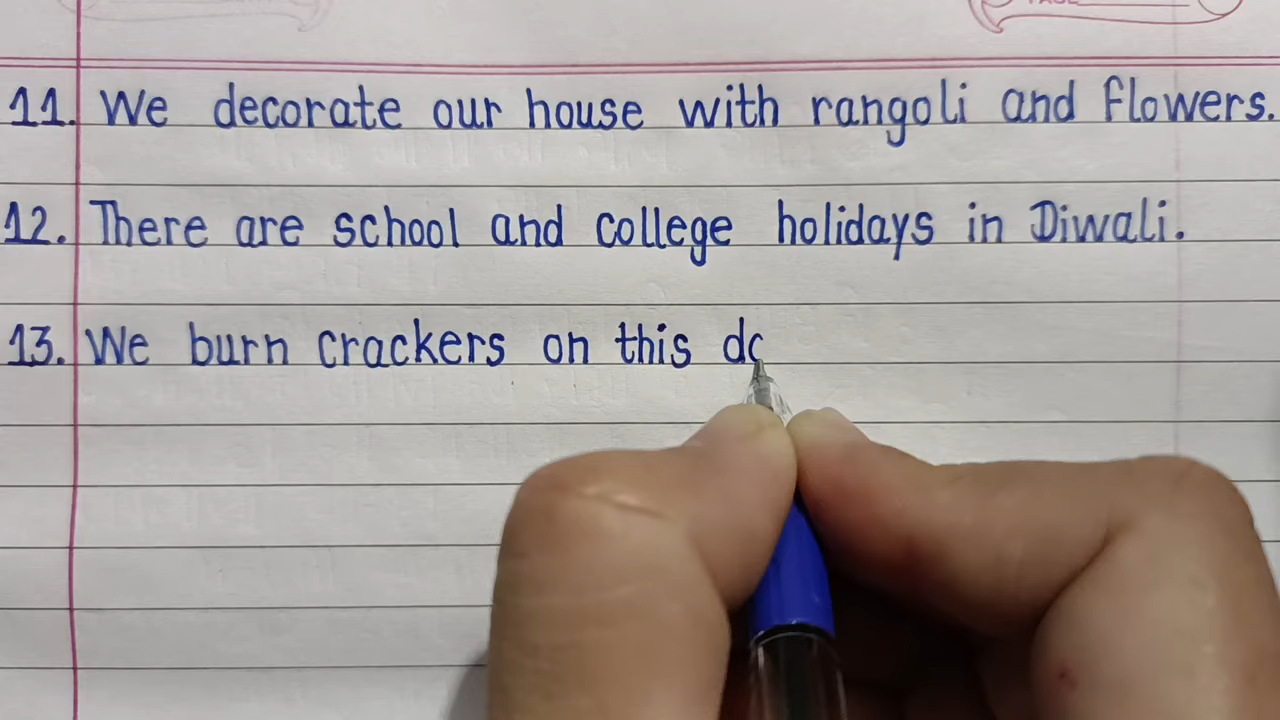 11. We decorate our house with rangoli and flowers.
12. There are school and college holidays in Diwali.
13. We burn crackers on this